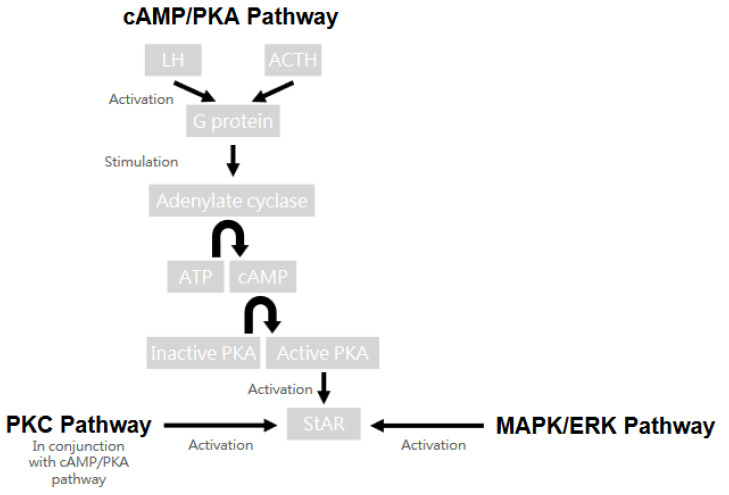 cAMP/PKA Pathway
LH
ACTH
Activation
G protein
Stimulation
Adenylate cyclase
ATP
cAMP
Inactive PKA
Active PKA
Activation
PKC Pathway
StAR
MAPK/ERK Pathway
In conjunction
with cAMP/PKA
pathway
Activation
Activation